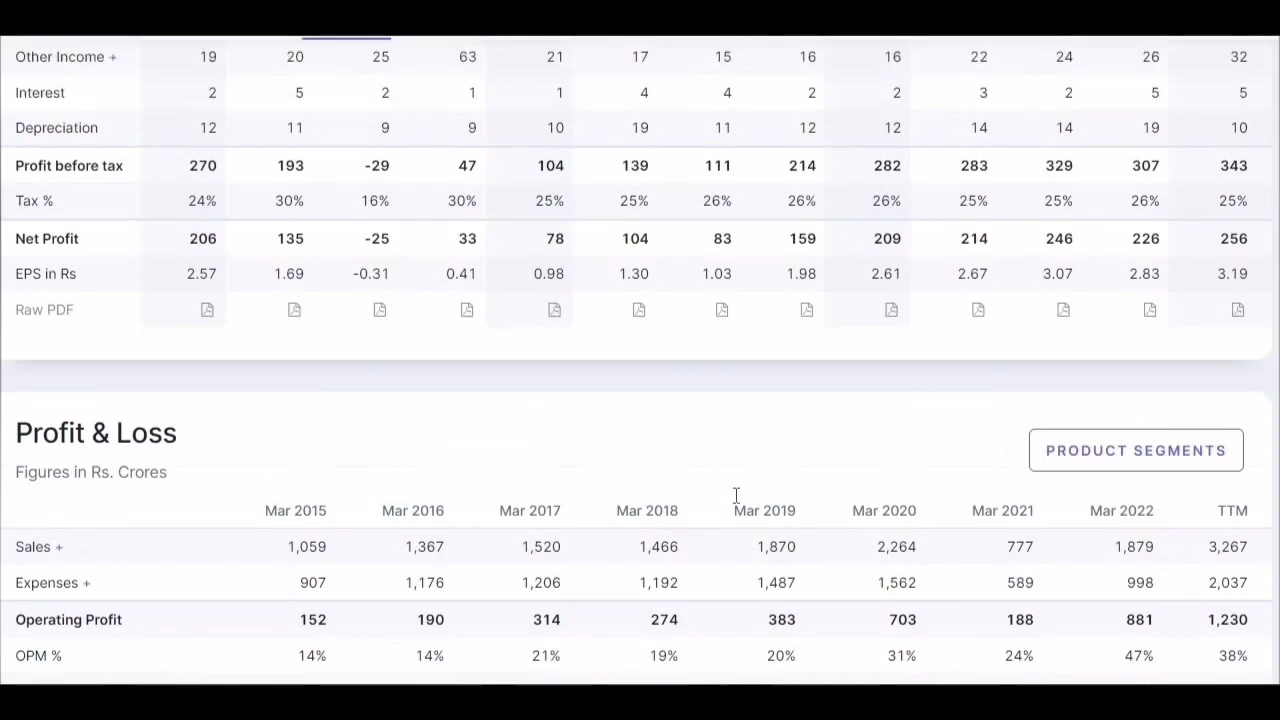 Other Income + 19 20 25 63 21 17 15 16 16 22 24 26 32
Interest 2 5 2 1 1 4 4 2 2 3 2 5 5
Depreciation 12 11 9 9 10 19 11 12 12 14 14 19 10
Profit before tax 270 193 -29 47 104 139 111 214 282 283 329 307 343
Tax % 24% 30% 16% 30% 25% 25% 26% 26% 26% 25% 25% 26% 25%
Net Profit 206 135 -25 33 78 104 83 159 209 214 246 226 256
EPS in Rs 2.57 1.69 -0.31 0.41 0.98 1.30 1.03 1.98 2.61 2.67 3.07 2.83 3.19
Raw PDF
Profit & Loss
PRODUCT SEGMENTS
Figures in Rs. Crores
Mar 2015 Mar 2016 Mar 2017 Mar 2018 Mar 2019 Mar 2020 Mar 2021 Mar 2022 TTM
Sales + 1,059 1,367 1,520 1,466 1,870 2,264 777 1,879 3,267
Expenses + 907 1,176 1,206 1,192 1,487 1,562 589 998 2,037
Operating Profit 152 190 314 274 383 703 188 881 1,230
OPM % 14% 14% 21% 19% 20% 31% 24% 47% 38%